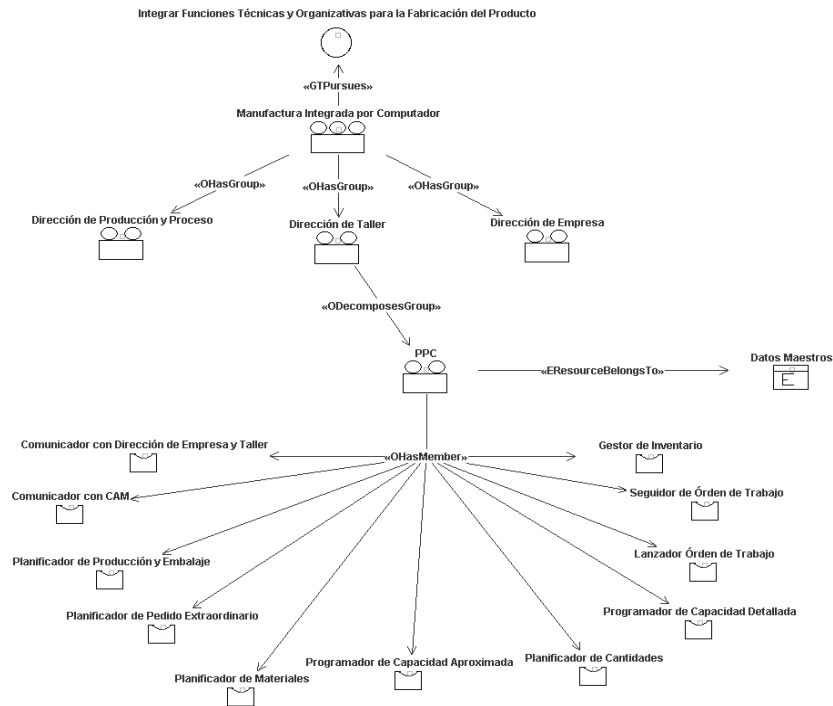 Integrar Funciones Técnicas y Organizativas para la Fabricación del Producto
«GTPursues»
Manufactura Integrada por Computador
«OHasGroup»
«OHasGroup»
«OHasGroup»
Dirección de Producción y Proceso
Dirección de Taller
Dirección de Empresa
«ODecomposesGroup»
PPC
«EResourceBelongsTo»
Datos Maestros
E
Comunicador con Dirección de Empresa y Taller
«OHasMember»
Gestor de Inventario
Comunicador con CAM
Seguidor de Órden de Trabajo
Planificador de Producción y Embalaje
Lanzador Órden de Trabajo
Planificador de Pedido Extraordinario
Programador de Capacidad Detallada
Planificador de Materiales
Programador de Capacidad Aproximada
Planificador de Cantidades